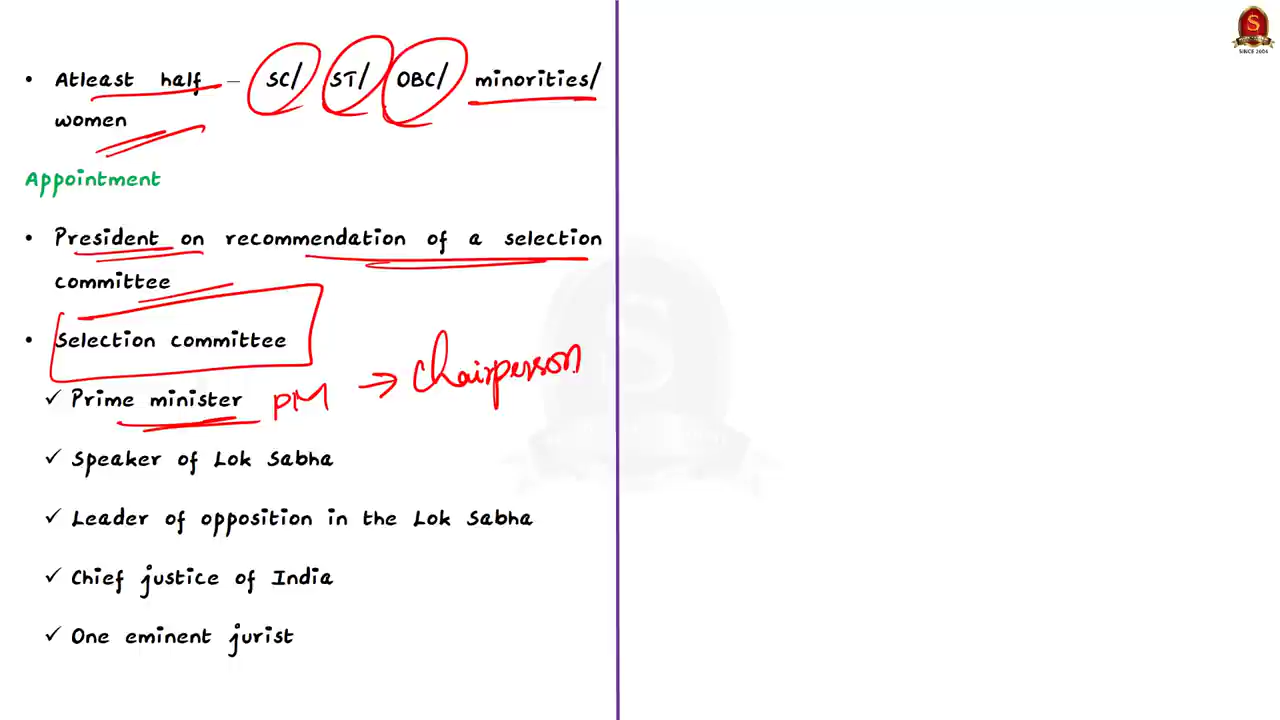 • Atleast half – SC/ ST/ OBC/ minorities/
women
Appointment
• President on recommendation of a selection
committee
• Selection committee
✓ Prime minister PM → Chairperson
✓ Speaker of Lok Sabha
✓ Leader of opposition in the Lok Sabha
✓ Chief justice of India
✓ One eminent jurist
S
SINCE 2004